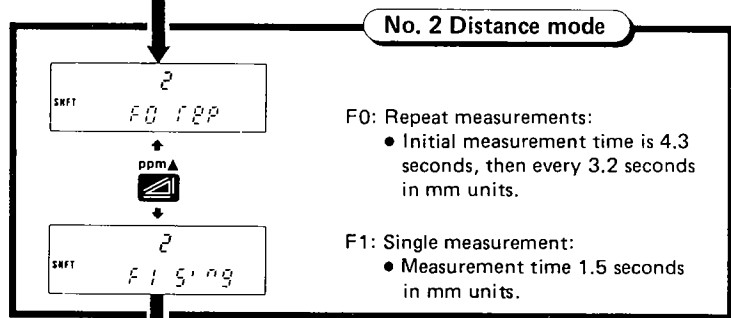 No. 2 Distance mode
2
SHFT
F0 rEP
ppm▲
2
SHFT
F1 S'ng
F0: Repeat measurements:
● Initial measurement time is 4.3
seconds, then every 3.2 seconds
in mm units.
F1: Single measurement:
● Measurement time 1.5 seconds
in mm units.